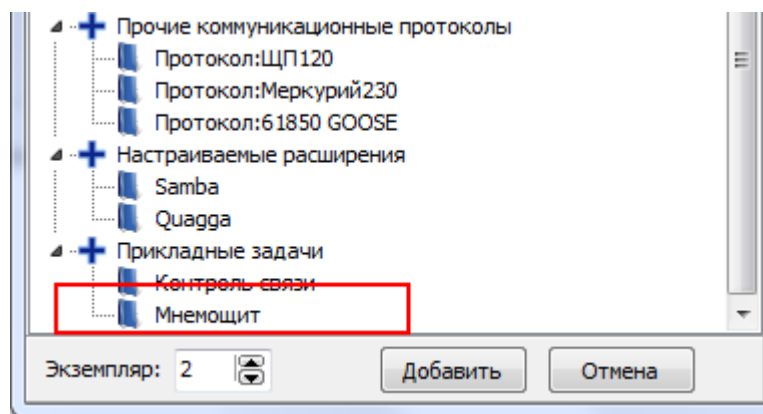 Прочие коммуникационные протоколы
Протокол:ЩП120
Протокол:Меркурий230
Протокол:61850 GOOSE
Настраиваемые расширения
Samba
Quagga
Прикладные задачи
Контроль связи
Мнемощит
Экземпляр: 2 Добавить Отмена